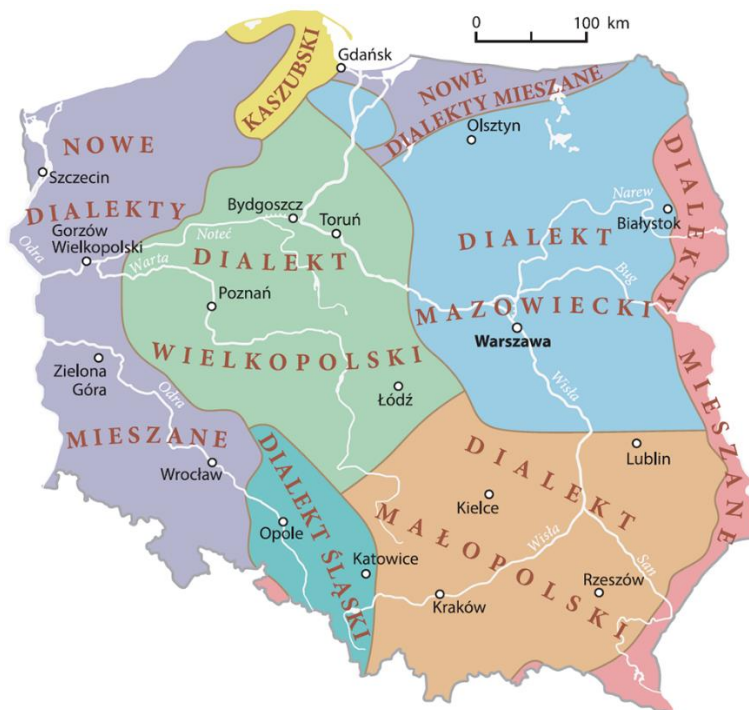 0 100 km
Gdańsk
KASZUBSKI
NOWE
DIALEKTY MIESZANE
Olsztyn
NOWE
Szczecin
DIALEKTY
Gorzów
Wielkopolski
Odra
Noteć
Warta
Bydgoszcz
Toruń
DIALEKT
Poznań
WIELKOPOLSKI
Łódź
Narew
Białystok
DIALEKTY
DIALEKT
Bug
MAZOWIECKI
Warszawa
Wisła
MIESZANE
Zielona
Góra
Odra
MIESZANE
Wrocław
DIALEKT ŚLĄSKI
Opole
Katowice
Lublin
DIALEKT
Kielce
MAŁOPOLSKI
Wisła
San
Rzeszów
Kraków